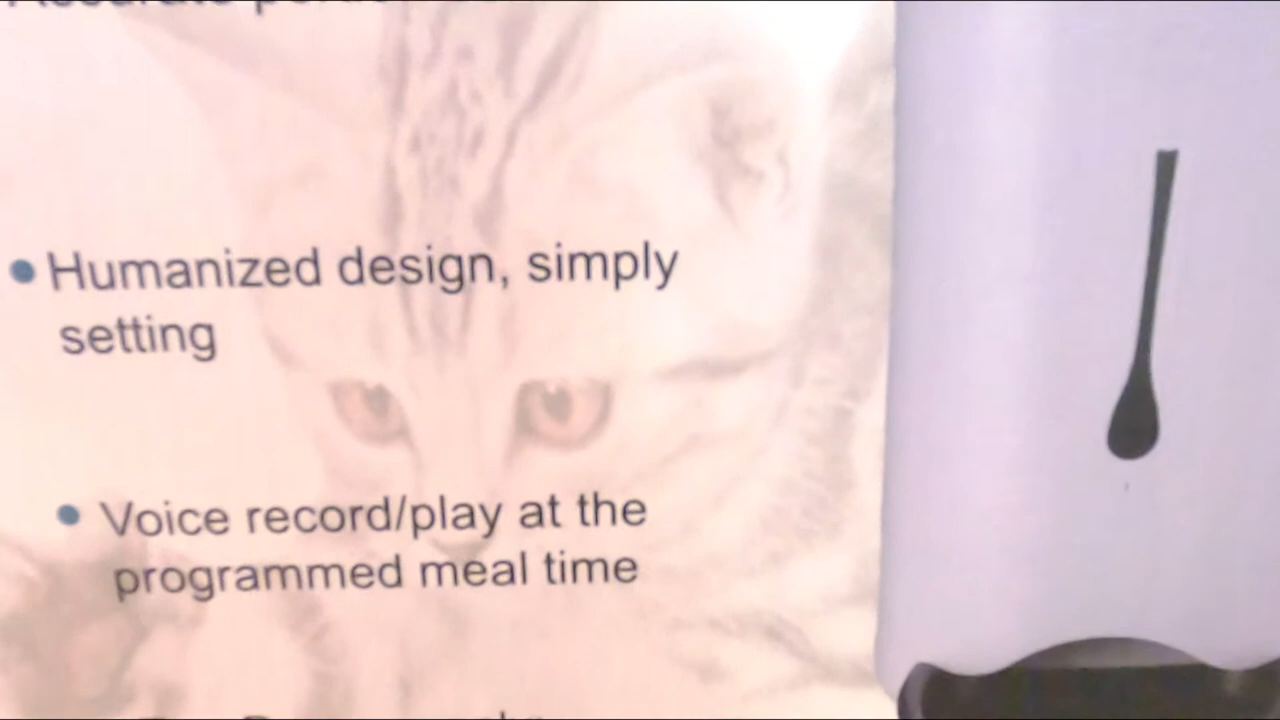 Humanized design, simply
setting
Voice record/play at the
programmed meal time